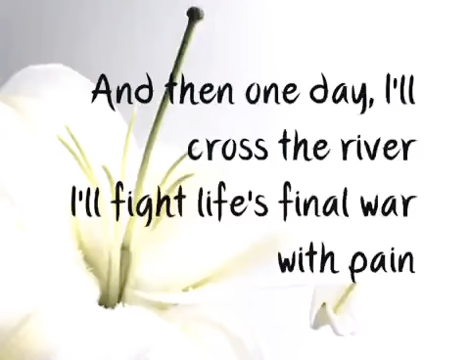 And then one day, I'll
cross the river
I'll fight life's final war
with pain